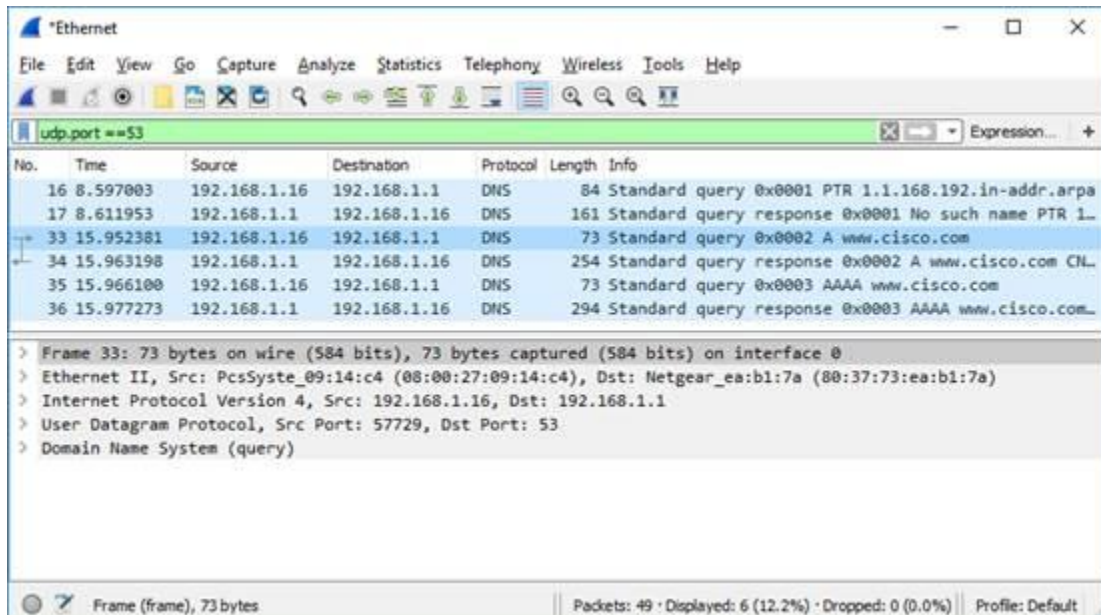 *Ethernet
File Edit View Go Capture Analyze Statistics Telephony Wireless Tools Help
udp.port ==53 Expression... +
No. Time Source Destination Protocol Length Info
16 8.597003 192.168.1.16 192.168.1.1 DNS 84 Standard query 0x0001 PTR 1.1.168.192.in-addr.arpa
17 8.611953 192.168.1.1 192.168.1.16 DNS 161 Standard query response 0x0001 No such name PTR 1…
33 15.952381 192.168.1.16 192.168.1.1 DNS 73 Standard query 0x0002 A www.cisco.com
34 15.963198 192.168.1.1 192.168.1.16 DNS 254 Standard query response 0x0002 A www.cisco.com CN…
35 15.966100 192.168.1.16 192.168.1.1 DNS 73 Standard query 0x0003 AAAA www.cisco.com
36 15.977273 192.168.1.1 192.168.1.16 DNS 294 Standard query response 0x0003 AAAA www.cisco.com…
> Frame 33: 73 bytes on wire (584 bits), 73 bytes captured (584 bits) on interface 0
> Ethernet II, Src: PcsSyste_09:14:c4 (08:00:27:09:14:c4), Dst: Netgear_ea:b1:7a (80:37:73:ea:b1:7a)
> Internet Protocol Version 4, Src: 192.168.1.16, Dst: 192.168.1.1
> User Datagram Protocol, Src Port: 57729, Dst Port: 53
> Domain Name System (query)
Frame (frame), 73 bytes Packets: 49 · Displayed: 6 (12.2%) · Dropped: 0 (0.0%) Profile: Default